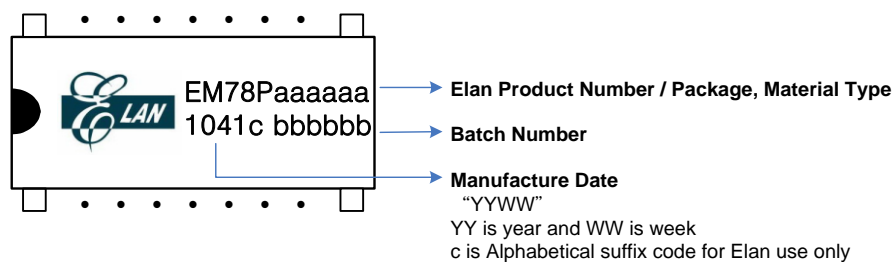 ELAN
EM78Paaaaaa
1041c bbbbbb
Elan Product Number / Package, Material Type
Batch Number
Manufacture Date
“YYWW”
YY is year and WW is week
c is Alphabetical suffix code for Elan use only